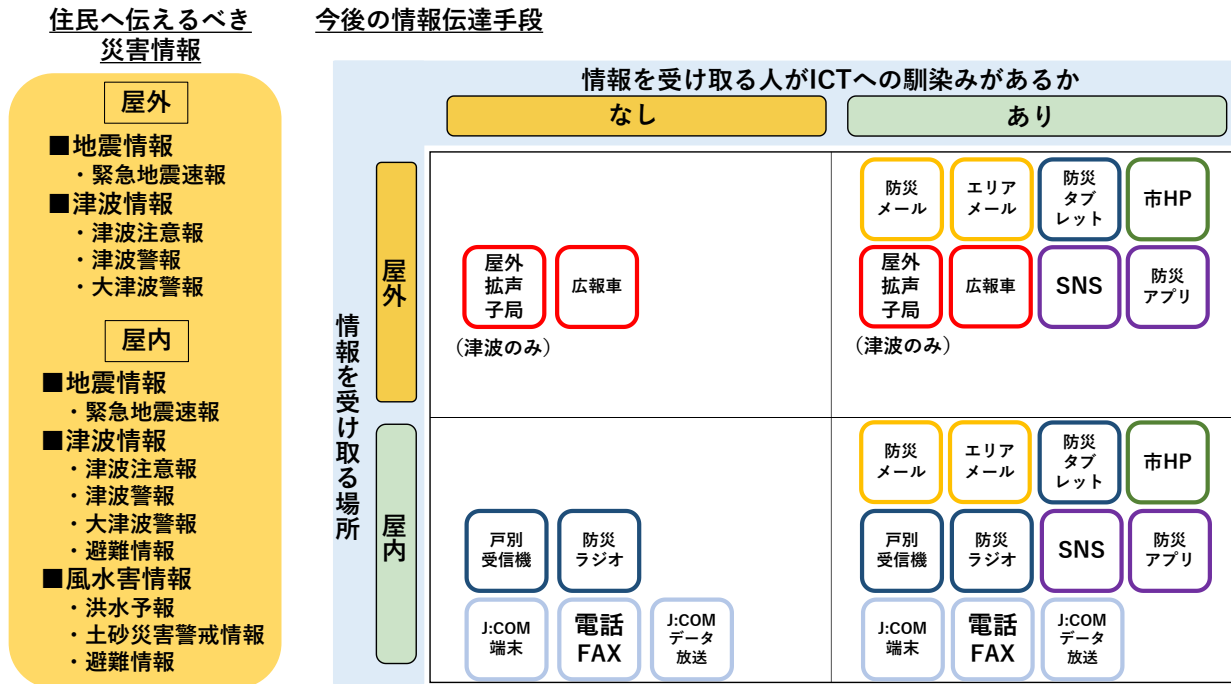 住民へ伝えるべき
災害情報
屋外
■地震情報
・緊急地震速報
■津波情報
・津波注意報
・津波警報
・大津波警報
屋内
■地震情報
・緊急地震速報
■津波情報
・津波注意報
・津波警報
・大津波警報
・避難情報
■風水害情報
・洪水予報
・土砂災害警戒情報
・避難情報
今後の情報伝達手段
情報を受け取る人がICTへの馴染みがあるか
なし
あり
情報を受け取る場所
屋外
屋外
拡声
子局
広報車
（津波のみ）
防災
メール
エリア
メール
防災
タブ
レット
市HP
屋外
拡声
子局
広報車
SNS
防災
アプリ
（津波のみ）
屋内
戸別
受信機
防災
ラジオ
J:COM
端末
電話
FAX
J:COM
データ
放送
防災
メール
エリア
メール
防災
タブ
レット
市HP
戸別
受信機
防災
ラジオ
SNS
防災
アプリ
J:COM
端末
電話
FAX
J:COM
データ
放送